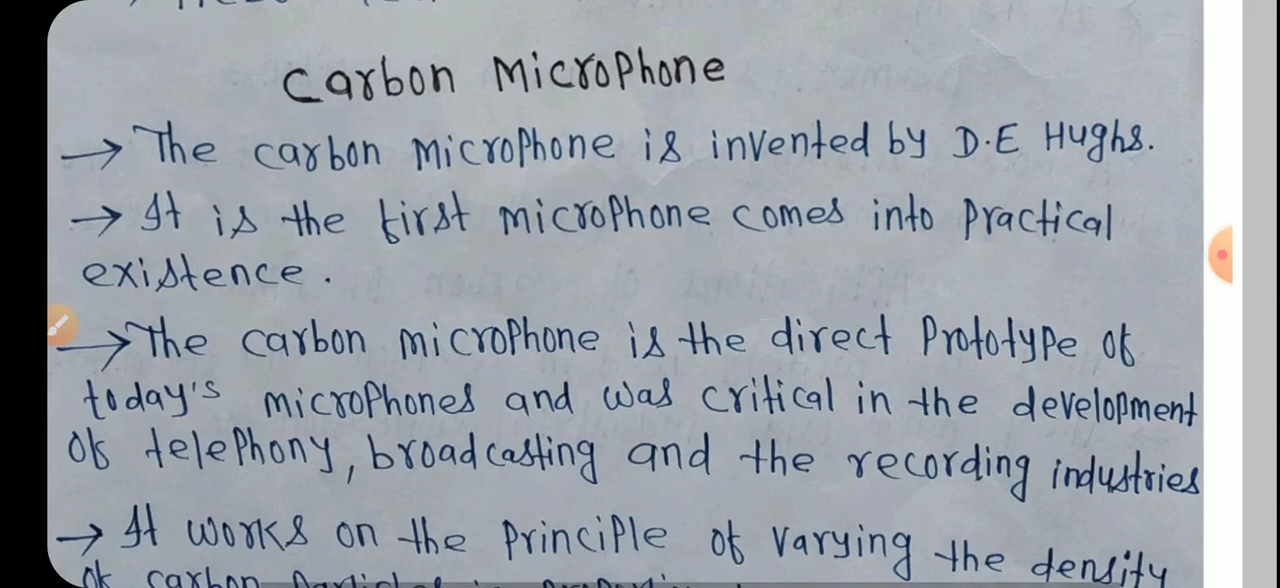 Carbon Microphone
→ The carbon microphone is invented by D.E Hughs.
→ It is the first microphone comes into practical
existence.
→ The carbon microphone is the direct Prototype of
today's microphones and was critical in the development
of telephony, broadcasting and the recording industries
→ It works on the Principle of varying the density
of carbon